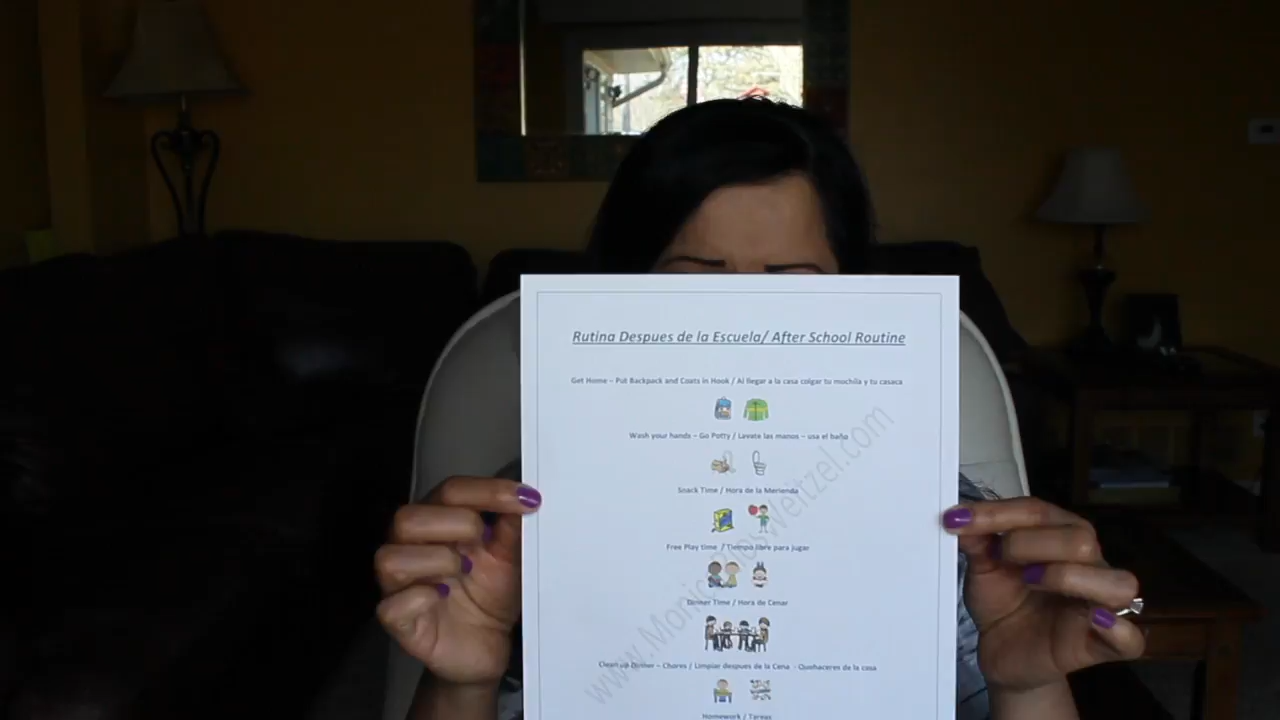 Rutina Despues de la Escuela/ After School Routine
Get Home – Put Backpack and Coats in Hook / Al llegar a la casa colgar tu mochila y tu casaca
Wash your hands – Go Potty / Lavate las manos – usa el baño
Snack Time / Hora de la Merienda
Free Play time / Tiempo libre para jugar
Dinner Time / Hora de Cenar
Clean up Dinner – Chores / Limpiar despues de la Cena - Quehaceres de la casa
Homework / Tareas
www.MonicaRiosWeitzel.com